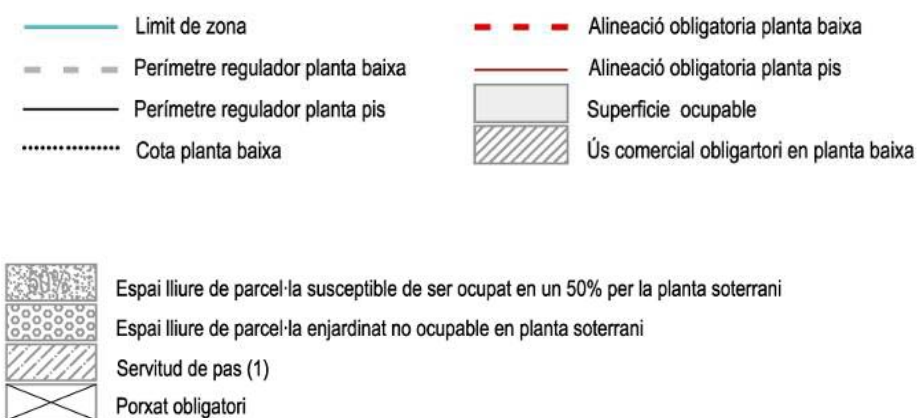 Limit de zona
Perímetre regulador planta baixa
Perímetre regulador planta pis
Cota planta baixa
Alineació obligatoria planta baixa
Alineació obligatoria planta pis
Superficie ocupable
Ús comercial obligartori en planta baixa
50%
Espai lliure de parcel·la susceptible de ser ocupat en un 50% per la planta soterrani
Espai lliure de parcel·la enjardinat no ocupable en planta soterrani
Servitud de pas (1)
Porxat obligatori